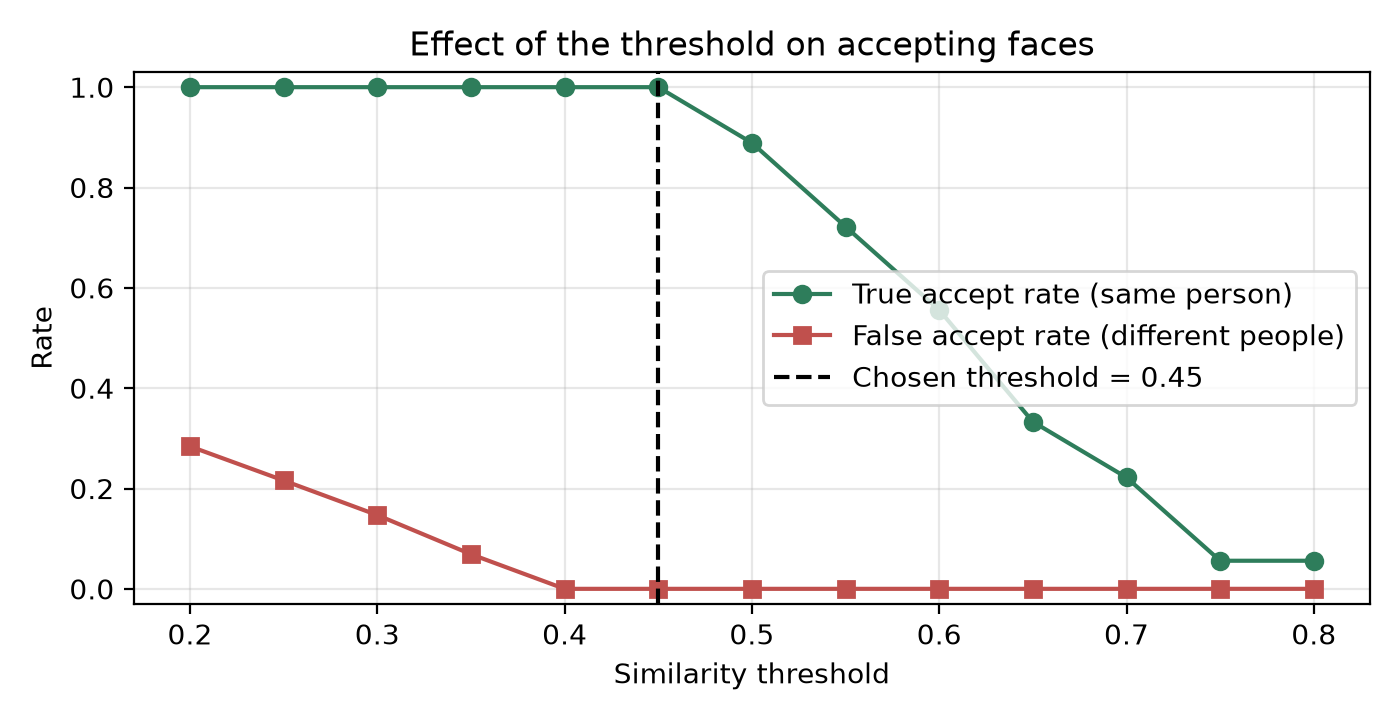 Effect of the threshold on accepting faces
1.0
0.8
0.6
0.4
0.2
0.0
Rate
True accept rate (same person)
False accept rate (different people)
Chosen threshold = 0.45
0.2 0.3 0.4 0.5 0.6 0.7 0.8
Similarity threshold